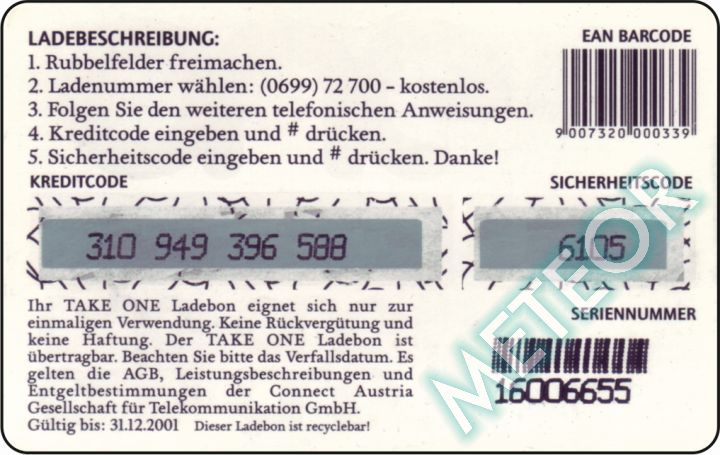 LADEBESCHREIBUNG:
1. Rubbelfelder freimachen.
2. Ladenummer wählen: (0699) 72 700 – kostenlos.
3. Folgen Sie den weiteren telefonischen Anweisungen.
4. Kreditcode eingeben und # drücken.
5. Sicherheitscode eingeben und # drücken. Danke!
EAN BARCODE
9 007320 000339
KREDITCODE
310 949 396 588
SICHERHEITSCODE
6105
Ihr TAKE ONE Ladebon eignet sich nur zur
einmaligen Verwendung. Keine Rückvergütung und
keine Haftung. Der TAKE ONE Ladebon ist
übertragbar. Beachten Sie bitte das Verfallsdatum. Es
gelten die AGB, Leistungsbeschreibungen und
Entgeltbestimmungen der Connect Austria
Gesellschaft für Telekommunikation GmbH.
Gültig bis: 31.12.2001 Dieser Ladebon ist recyclebar!
SERIENNUMMER
16006655
METEOR